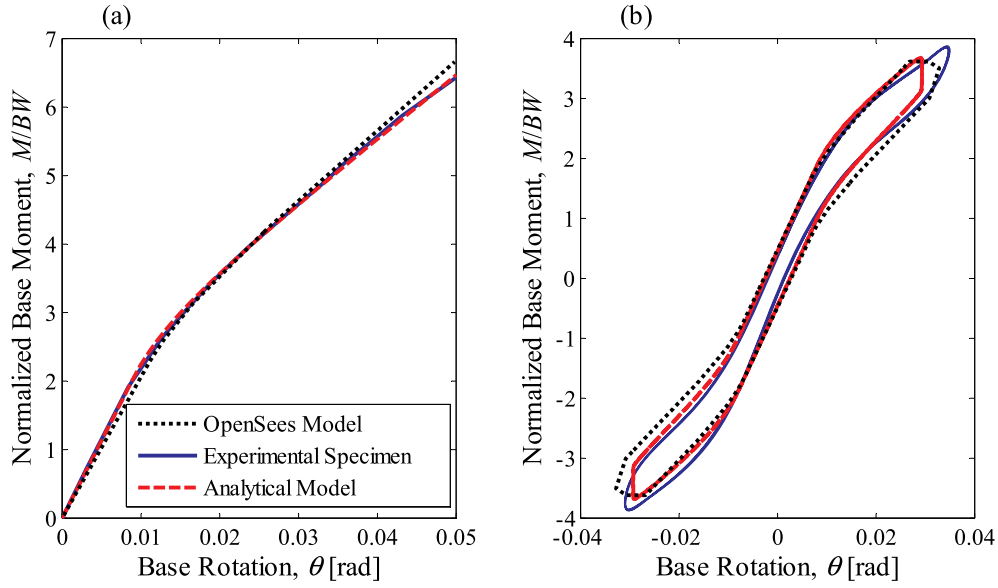 (a)
Normalized Base Moment, M/BW
7
6
5
4
3
2
1
0
OpenSees Model
Experimental Specimen
Analytical Model
0 0.01 0.02 0.03 0.04 0.05
Base Rotation, θ [rad]
(b)
Normalized Base Moment, M/BW
4
3
2
1
0
-1
-2
-3
-4
-0.04 -0.02 0 0.02 0.04
Base Rotation, θ [rad]